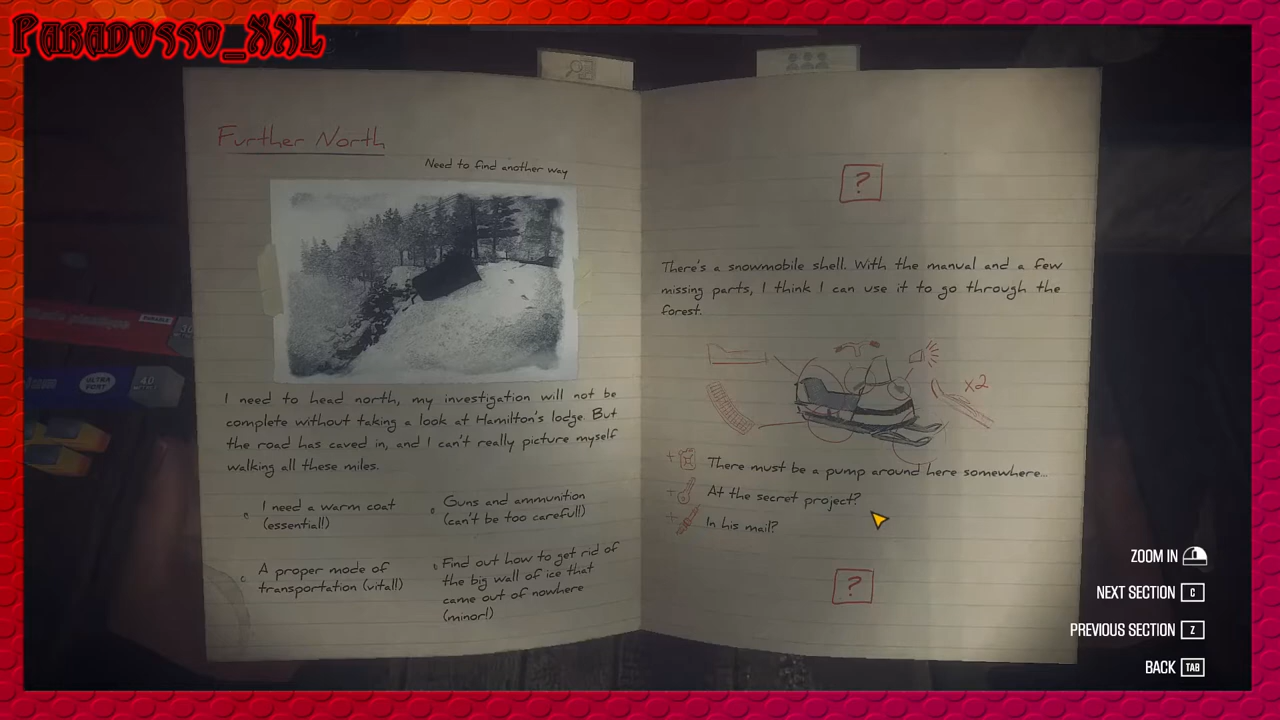 Paradosso_XXL
Further North
Need to find another way
I need to head north, my investigation will not be
complete without taking a look at Hamilton's lodge. But
the road has caved in, and I can't really picture myself
walking all these miles.
I need a warm coat
(essential!)
Guns and ammunition
(can't be too careful!)
A proper mode of
transportation (vital!)
Find out how to get rid of
the big wall of ice that
came out of nowhere
(minor!)
?
There's a snowmobile shell. With the manual and a few
missing parts, I think I can use it to go through the
forest.
x2
+ There must be a pump around here somewhere...
+ At the secret project?
+ In his mail?
?
ZOOM IN
NEXT SECTION C
PREVIOUS SECTION Z
BACK TAB
DURABLE
30
ULTRA
FORT
4.0